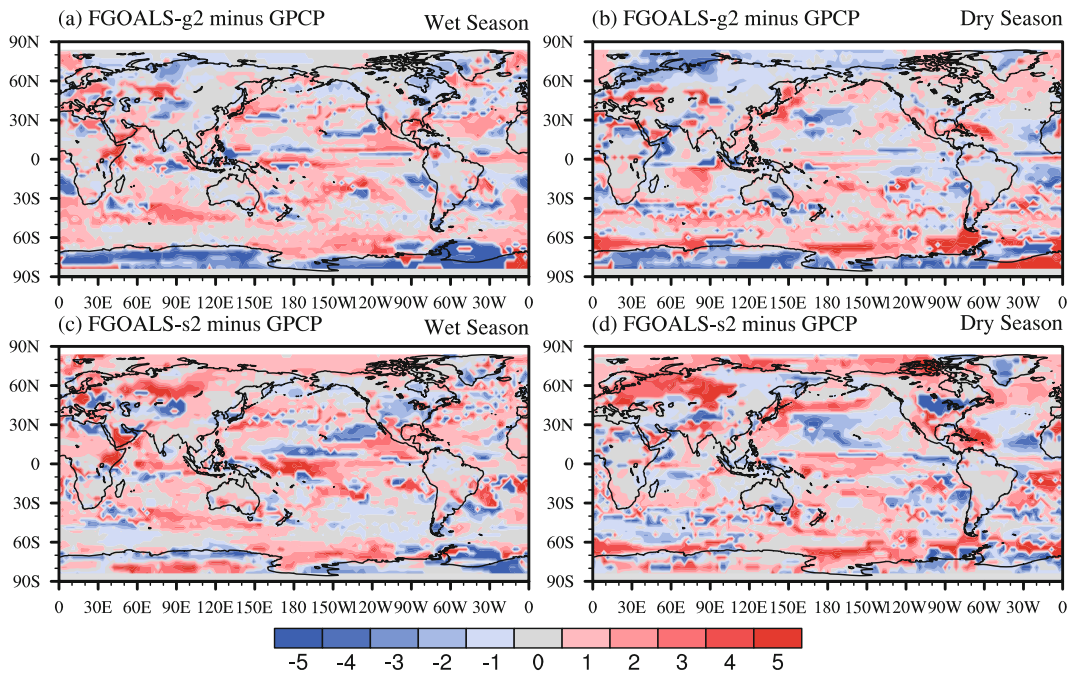 (a) FGOALS-g2 minus GPCP Wet Season
(b) FGOALS-g2 minus GPCP Dry Season
90N
60N
30N
0
30S
60S
90S
0 30E 60E 90E 120E 150E 180 150W 120W 90W 60W 30W 0
90N
60N
30N
0
30S
60S
90S
0 30E 60E 90E 120E 150E 180 150W 120W 90W 60W 30W 0
(c) FGOALS-s2 minus GPCP Wet Season
(d) FGOALS-s2 minus GPCP Dry Season
90N
60N
30N
0
30S
60S
90S
0 30E 60E 90E 120E 150E 180 150W 120W 90W 60W 30W 0
90N
60N
30N
0
30S
60S
90S
0 30E 60E 90E 120E 150E 180 150W 120W 90W 60W 30W 0
-5 -4 -3 -2 -1 0 1 2 3 4 5